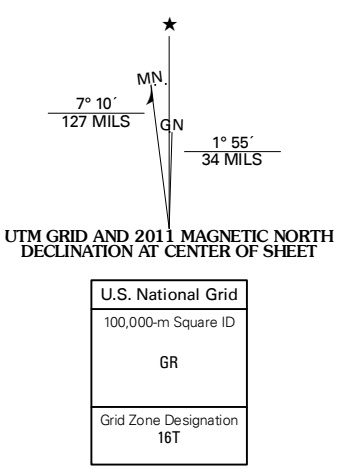 ★
MN.
7° 10´
127 MILS
GN
1° 55´
34 MILS
UTM GRID AND 2011 MAGNETIC NORTH
DECLINATION AT CENTER OF SHEET
U.S. National Grid
100,000-m Square ID
GR
Grid Zone Designation
16T